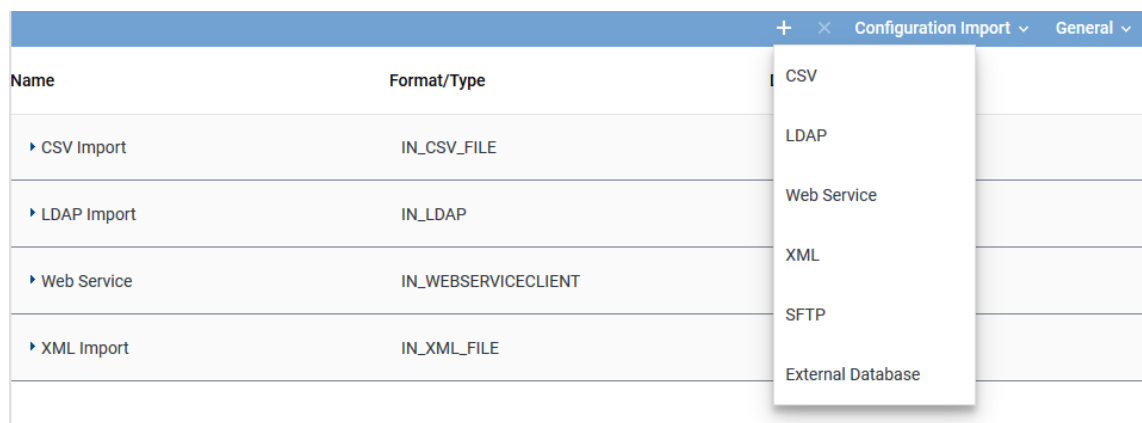 Configuration Import General
Name Format/Type
CSV
CSV Import IN_CSV_FILE
LDAP
LDAP Import IN_LDAP
Web Service
Web Service IN_WEBSERVICECLIENT
XML
SFTP
XML Import IN_XML_FILE
External Database